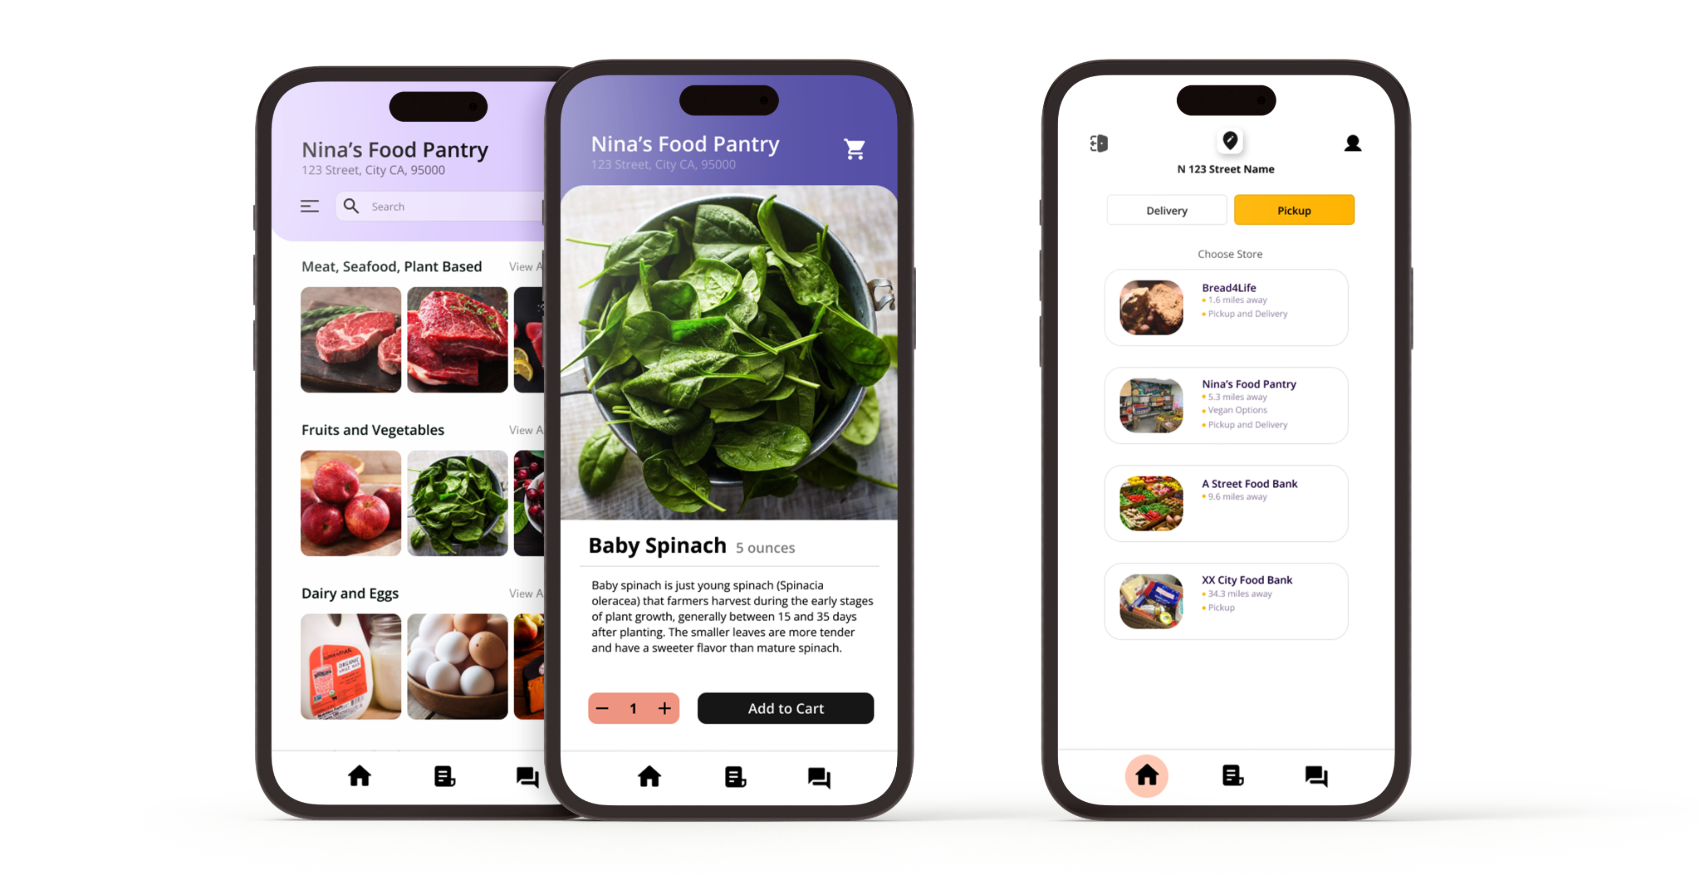 Nina's Food Pantry
123 Street, City CA, 95000
Search
Meat, Seafood, Plant Based
View A
Fruits and Vegetables
View A
Dairy and Eggs
View A
ORGANIC
Nina's Food Pantry
123 Street, City CA, 95000
Baby Spinach 5 ounces
Baby spinach is just young spinach (Spinacia
oleracea) that farmers harvest during the early stages
of plant growth, generally between 15 and 35 days
after planting. The smaller leaves are more tender
and have a sweeter flavor than mature spinach.
1
Add to Cart
N 123 Street Name
Delivery
Pickup
Choose Store
Bread4Life
1.6 miles away
Pickup and Delivery
Nina's Food Pantry
5.3 miles away
Vegan Options
Pickup and Delivery
A Street Food Bank
9.6 miles away
XX City Food Bank
34.3 miles away
Pickup